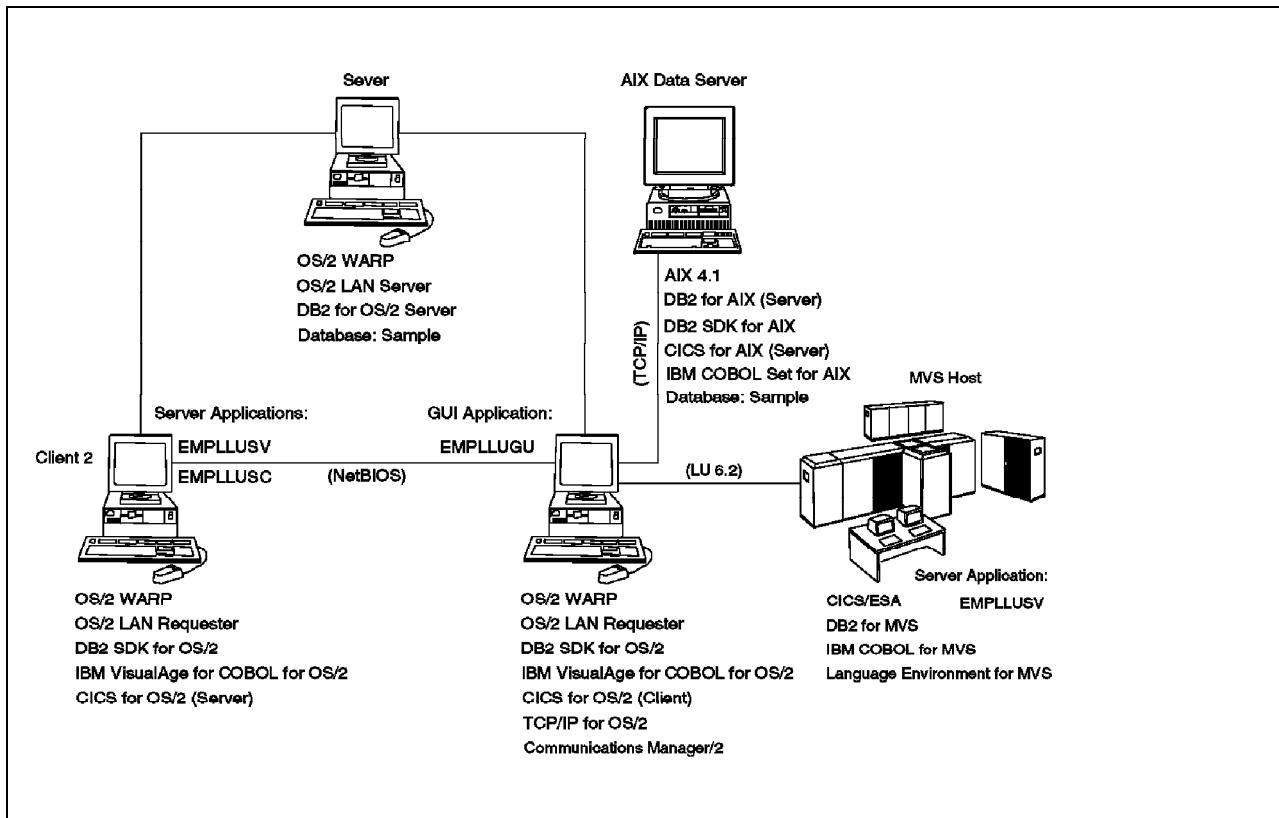 Sever
AIX Data Server
OS/2 WARP
OS/2 LAN Server
DB2 for OS/2 Server
Database: Sample
AIX 4.1
DB2 for AIX (Server)
DB2 SDK for AIX
CICS for AIX (Server)
IBM COBOL Set for AIX
Database: Sample
(TCP/IP)
MVS Host
Server Applications:
EMPLLUSV
EMPLLUSC
Client 2
(NetBIOS)
GUI Application:
EMPLLUGU
(LU 6.2)
OS/2 WARP
OS/2 LAN Requester
DB2 SDK for OS/2
IBM VisualAge for COBOL for OS/2
CICS for OS/2 (Server)
OS/2 WARP
OS/2 LAN Requester
DB2 SDK for OS/2
IBM VisualAge for COBOL for OS/2
CICS for OS/2 (Client)
TCP/IP for OS/2
Communications Manager/2
Server Application:
EMPLLUSV
CICS/ESA
DB2 for MVS
IBM COBOL for MVS
Language Environment for MVS